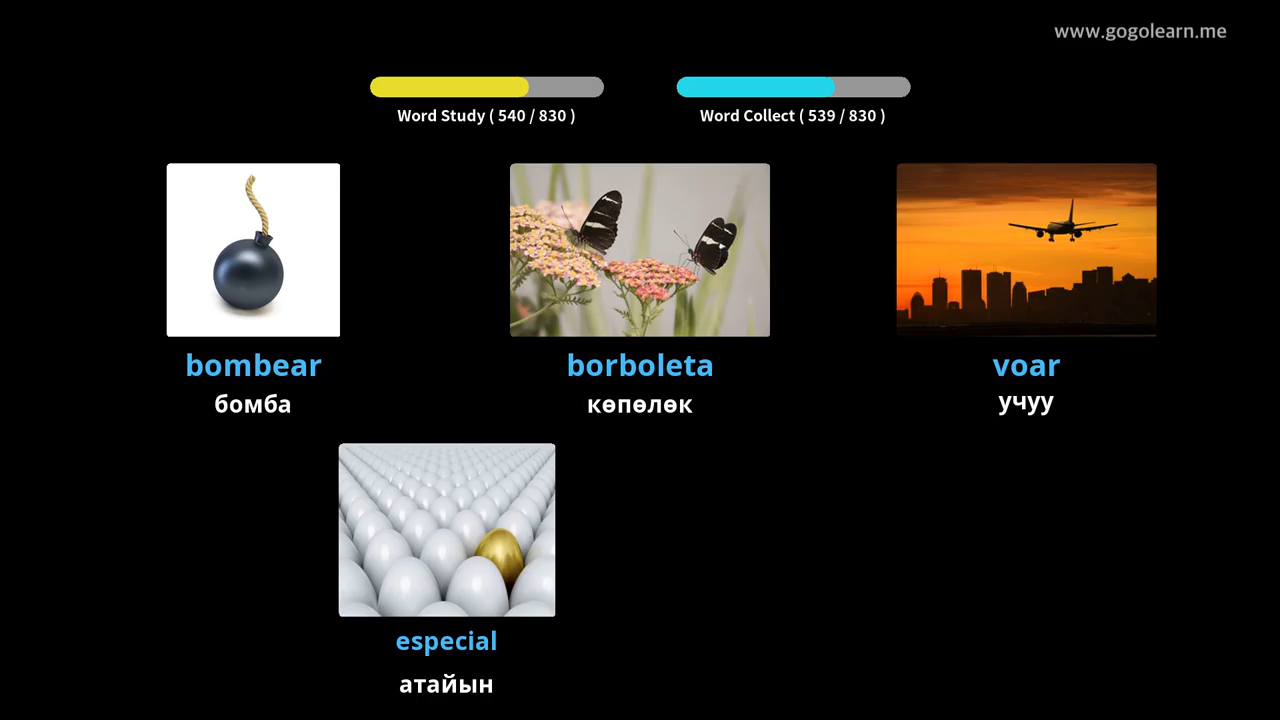 www.gogolearn.me
Word Study ( 540 / 830 )
Word Collect ( 539 / 830 )
bombear
бомба
borboleta
көпөлөк
voar
учуу
especial
атайын